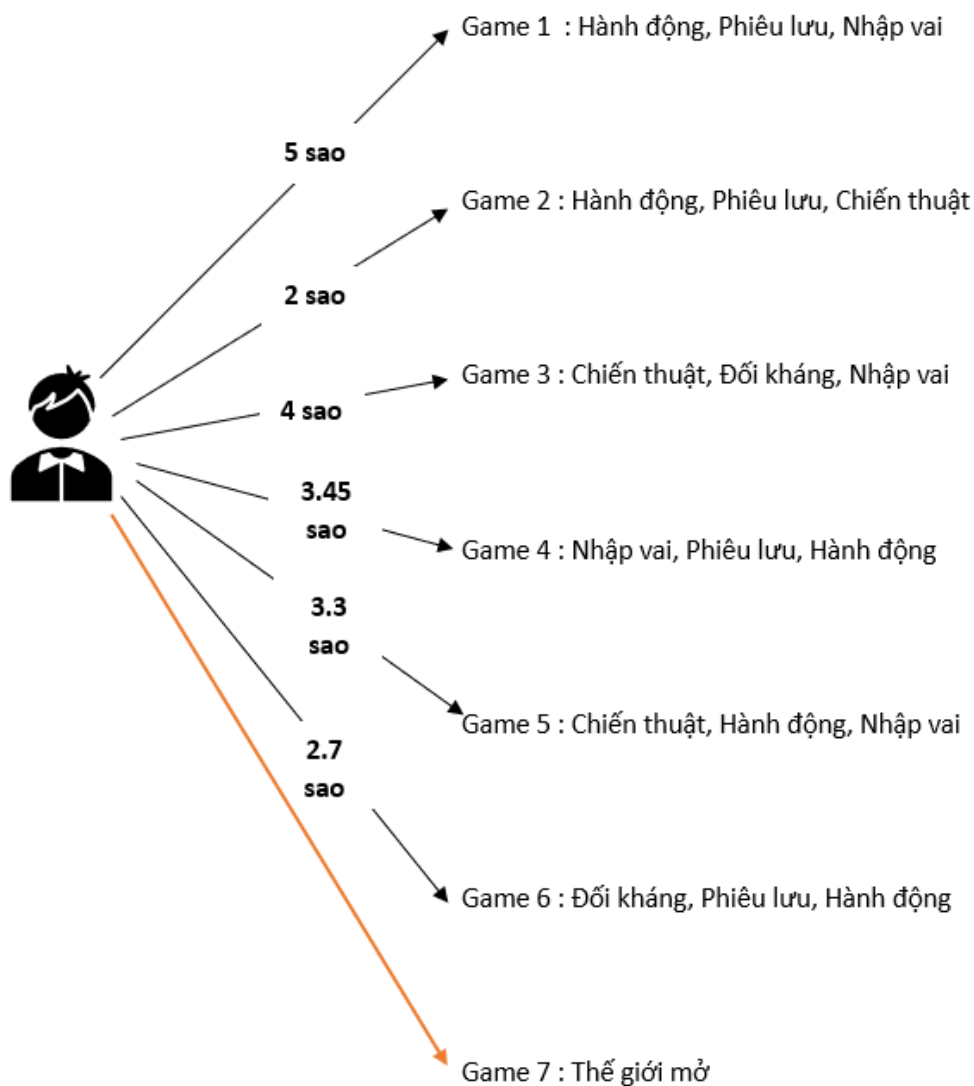 Game 1  : Hành động, Phiêu lưu, Nhập vai
5 sao
Game 2 : Hành động, Phiêu lưu, Chiến thuật
2 sao
Game 3 : Chiến thuật, Đối kháng, Nhập vai
4 sao
3.45
sao
Game 4 : Nhập vai, Phiêu lưu, Hành động
3.3
sao
Game 5 : Chiến thuật, Hành động, Nhập vai
2.7
sao
Game 6 : Đối kháng, Phiêu lưu, Hành động
Game 7 : Thế giới mở